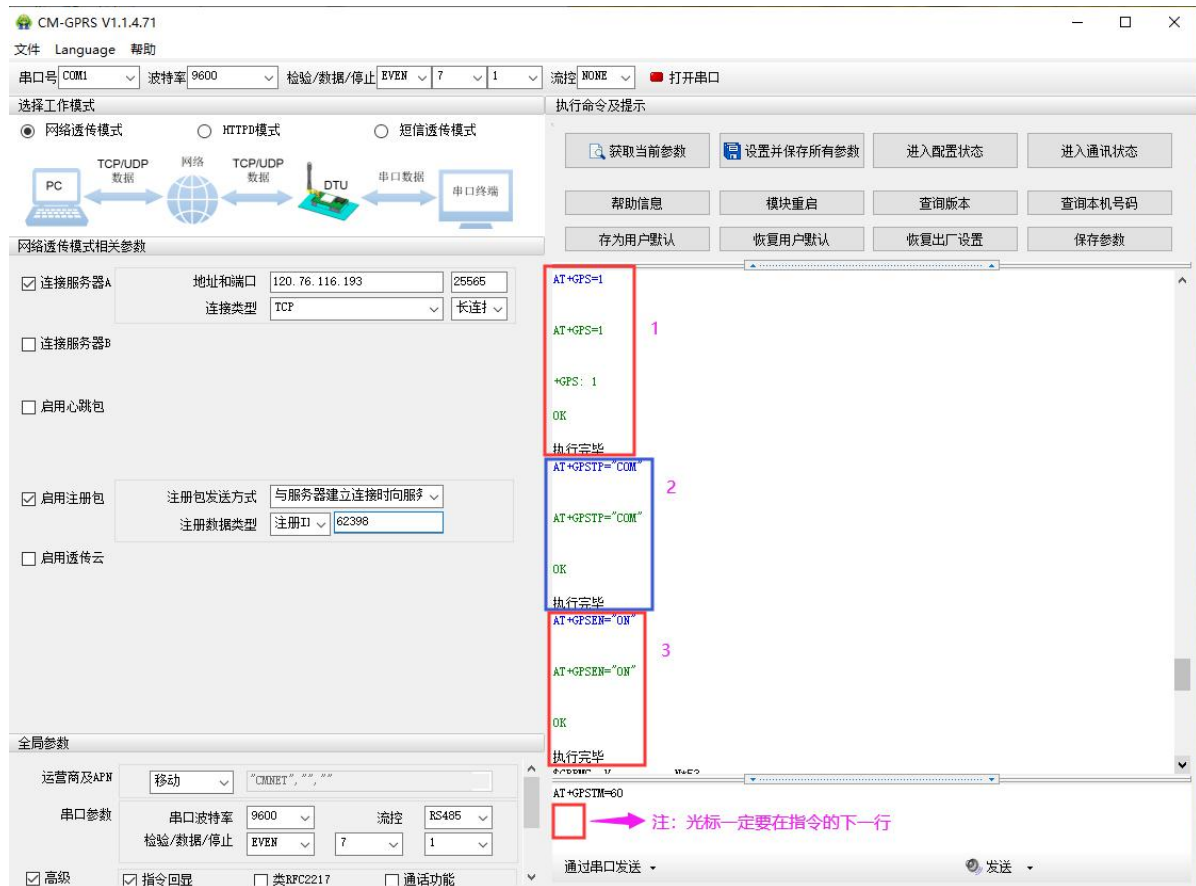 CM-GPRS V1.1.4.71
文件 Language 帮助
串口号 COM1 波特率 9600 检验/数据/停止 EVEN 7 1 流控 NONE 打开串口
选择工作模式
网络透传模式 HTTPD模式 短信透传模式
TCP/UDP 数据 网络 TCP/UDP 数据 串口数据
PC DTU 串口终端
网络透传模式相关参数
连接服务器A 地址和端口 120.76.116.193 25565
连接类型 TCP 长连接
连接服务器B
启用心跳包
启用注册包 注册包发送方式 与服务器建立连接时向服务
注册数据类型 注册ID 62398
启用透传云
全局参数
运营商及APN 移动 "CMNET","",""
串口参数 串口波特率 9600 流控 RS485
检验/数据/停止 EVEN 7 1
高级 指令回显 类RFC2217 通话功能
执行命令及提示
获取当前参数 设置并保存所有参数 进入配置状态 进入通讯状态
帮助信息 模块重启 查询版本 查询本机号码
存为用户默认 恢复用户默认 恢复出厂设置 保存参数
AT+GPS=1
AT+GPS=1 1
+GPS: 1
OK
执行完毕
AT+GPSTP="COM"
2
AT+GPSTP="COM"
OK
执行完毕
AT+GPSEN="ON"
3
AT+GPSEN="ON"
OK
执行完毕
AT+GPSTM=60
注：光标一定要在指令的下一行
通过串口发送 发送